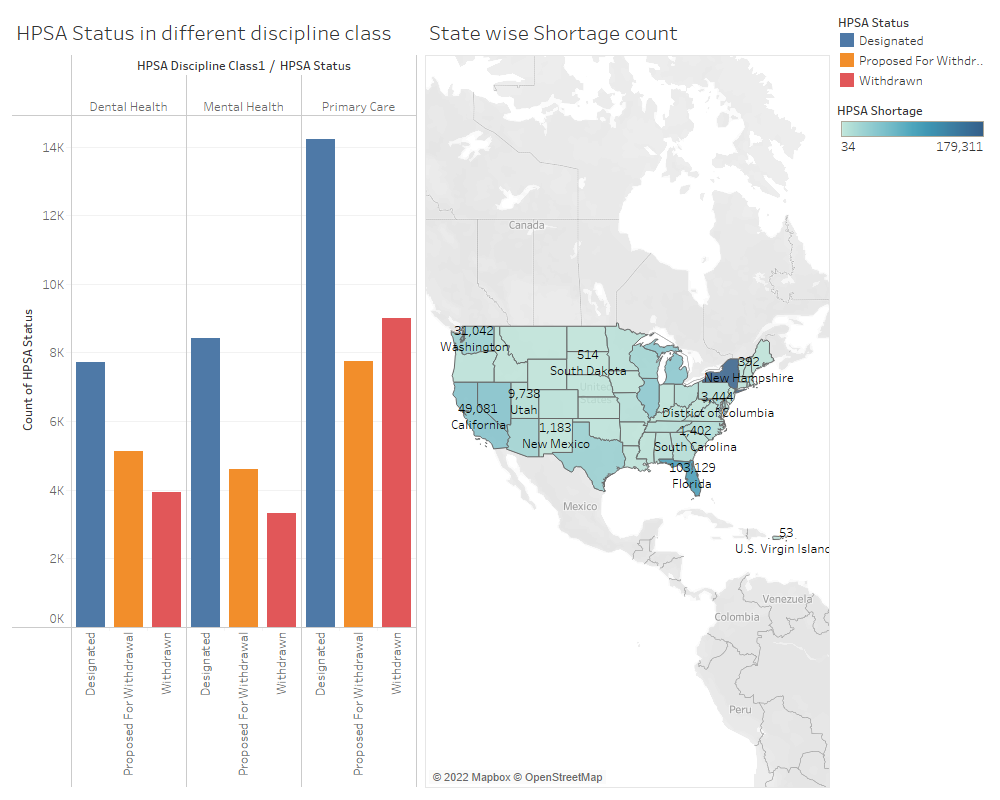 HPSA Status in different discipline class
HPSA Discipline Class1 / HPSA Status
Dental Health
Mental Health
Primary Care
Count of HPSA Status
14K
12K
10K
8K
6K
4K
2K
0K
Designated
Proposed For Withdrawal
Withdrawn
Designated
Proposed For Withdrawal
Withdrawn
Designated
Proposed For Withdrawal
Withdrawn
State wise Shortage count
Canada
31,042
Washington
514
South Dakota
392
New Hampshire
United
9,738
Utah
3,444
District of Columbia
49,081
California
1,183
New Mexico
1,402
South Carolina
103,129
Florida
Mexico
53
U.S. Virgin Island
Venezuela
Colombia
Peru
© 2022 Mapbox © OpenStreetMap
HPSA Status
Designated
Proposed For Withdr..
Withdrawn
HPSA Shortage
34
179,311